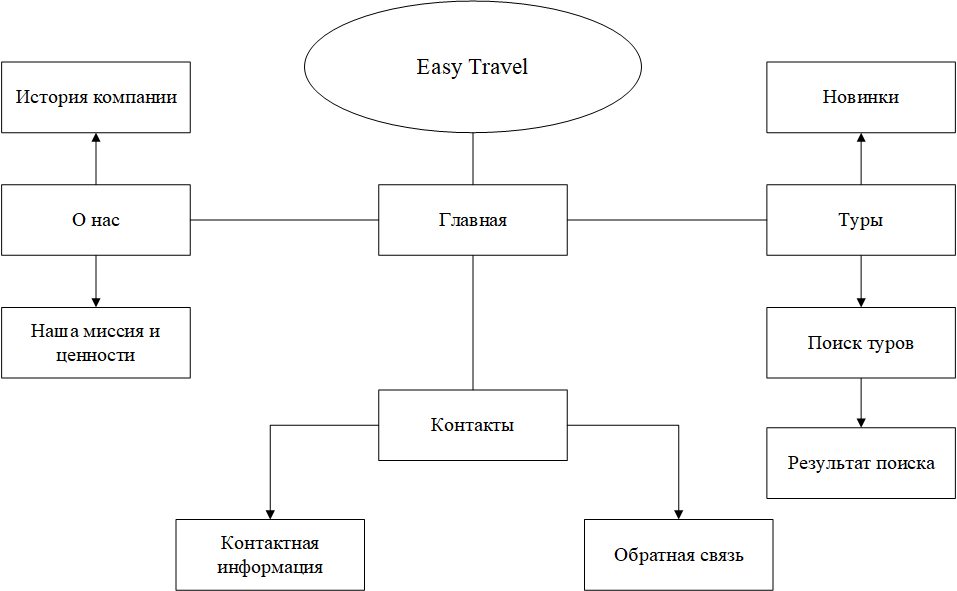 Easy Travel
История компании
Новинки
О нас
Главная
Туры
Наша миссия и
ценности
Поиск туров
Контакты
Результат поиска
Контактная
информация
Обратная связь